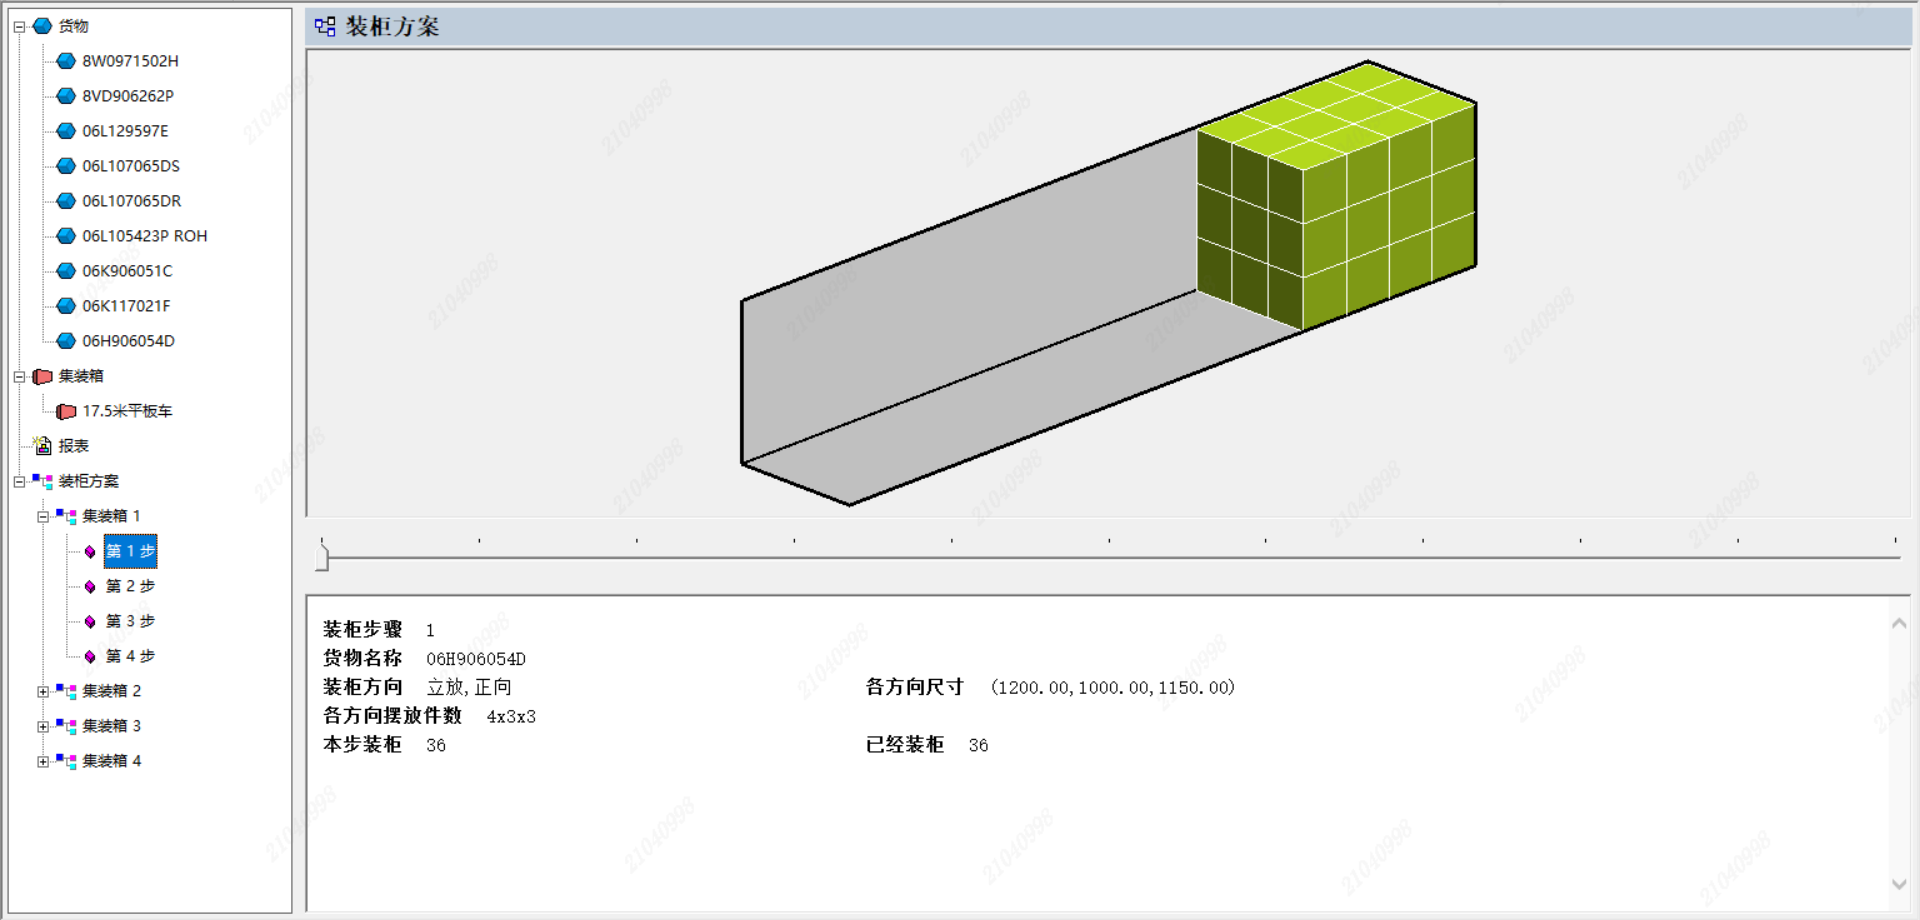 货物
8W0971502H
8VD906262P
06L129597E
06L107065DS
06L107065DR
06L105423P ROH
06K906051C
06K117021F
06H906054D
集装箱
17.5米平板车
报表
装柜方案
集装箱 1
第 1 步
第 2 步
第 3 步
第 4 步
集装箱 2
集装箱 3
集装箱 4
装柜方案
装柜步骤 1
货物名称 06H906054D
装柜方向 立放,正向 各方向尺寸 (1200.00,1000.00,1150.00)
各方向摆放件数 4x3x3
本步装柜 36 已经装柜 36
21040998